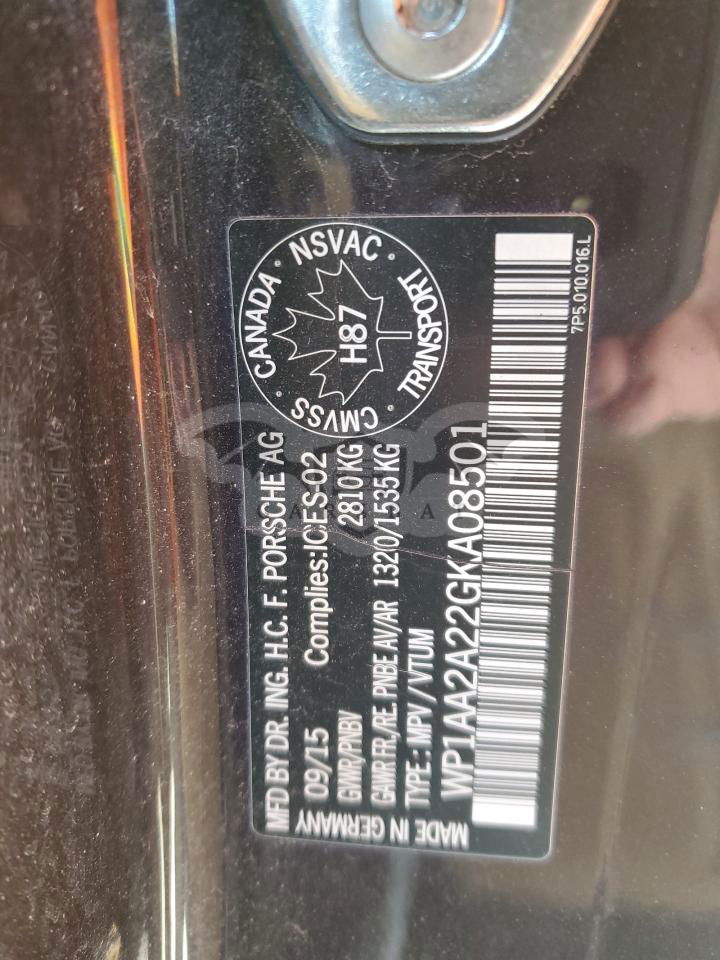 MFD BY DR. ING. H.C. F. PORSCHE AG
09/15 Complies:ICES-02
GWR/PNBV 2810 KG
GAWR FR./RE. PNBE AV/AR 1320/1535 KG
TYPE : MPV / VTUM
WP1AA2A22GKA08501
MADE IN GERMANY
CANADA · NSVAC · TRANSPORT · CMVSS ·
H87
7P5.010.016.L